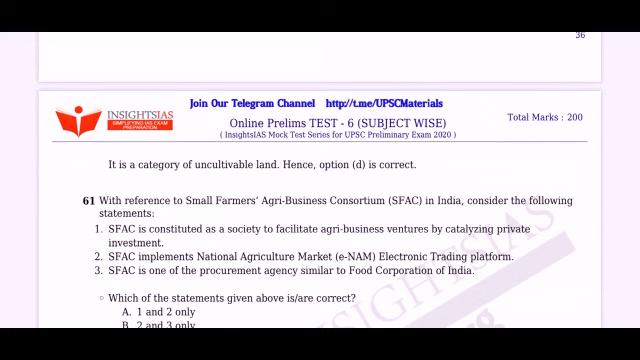 36
Join Our Telegram Channel http://t.me/UPSCMaterials
INSIGHTSIAS
SIMPLIFYING IAS EXAM PREPARATION
Online Prelims TEST - 6 (SUBJECT WISE)
Total Marks : 200
( InsightsIAS Mock Test Series for UPSC Preliminary Exam 2020 )
It is a category of uncultivable land. Hence, option (d) is correct.
61 With reference to Small Farmers’ Agri-Business Consortium (SFAC) in India, consider the following
statements:
1. SFAC is constituted as a society to facilitate agri-business ventures by catalyzing private
investment.
2. SFAC implements National Agriculture Market (e-NAM) Electronic Trading platform.
3. SFAC is one of the procurement agency similar to Food Corporation of India.
Which of the statements given above is/are correct?
A. 1 and 2 only
B. 2 and 3 only
INSIGHTSIAS